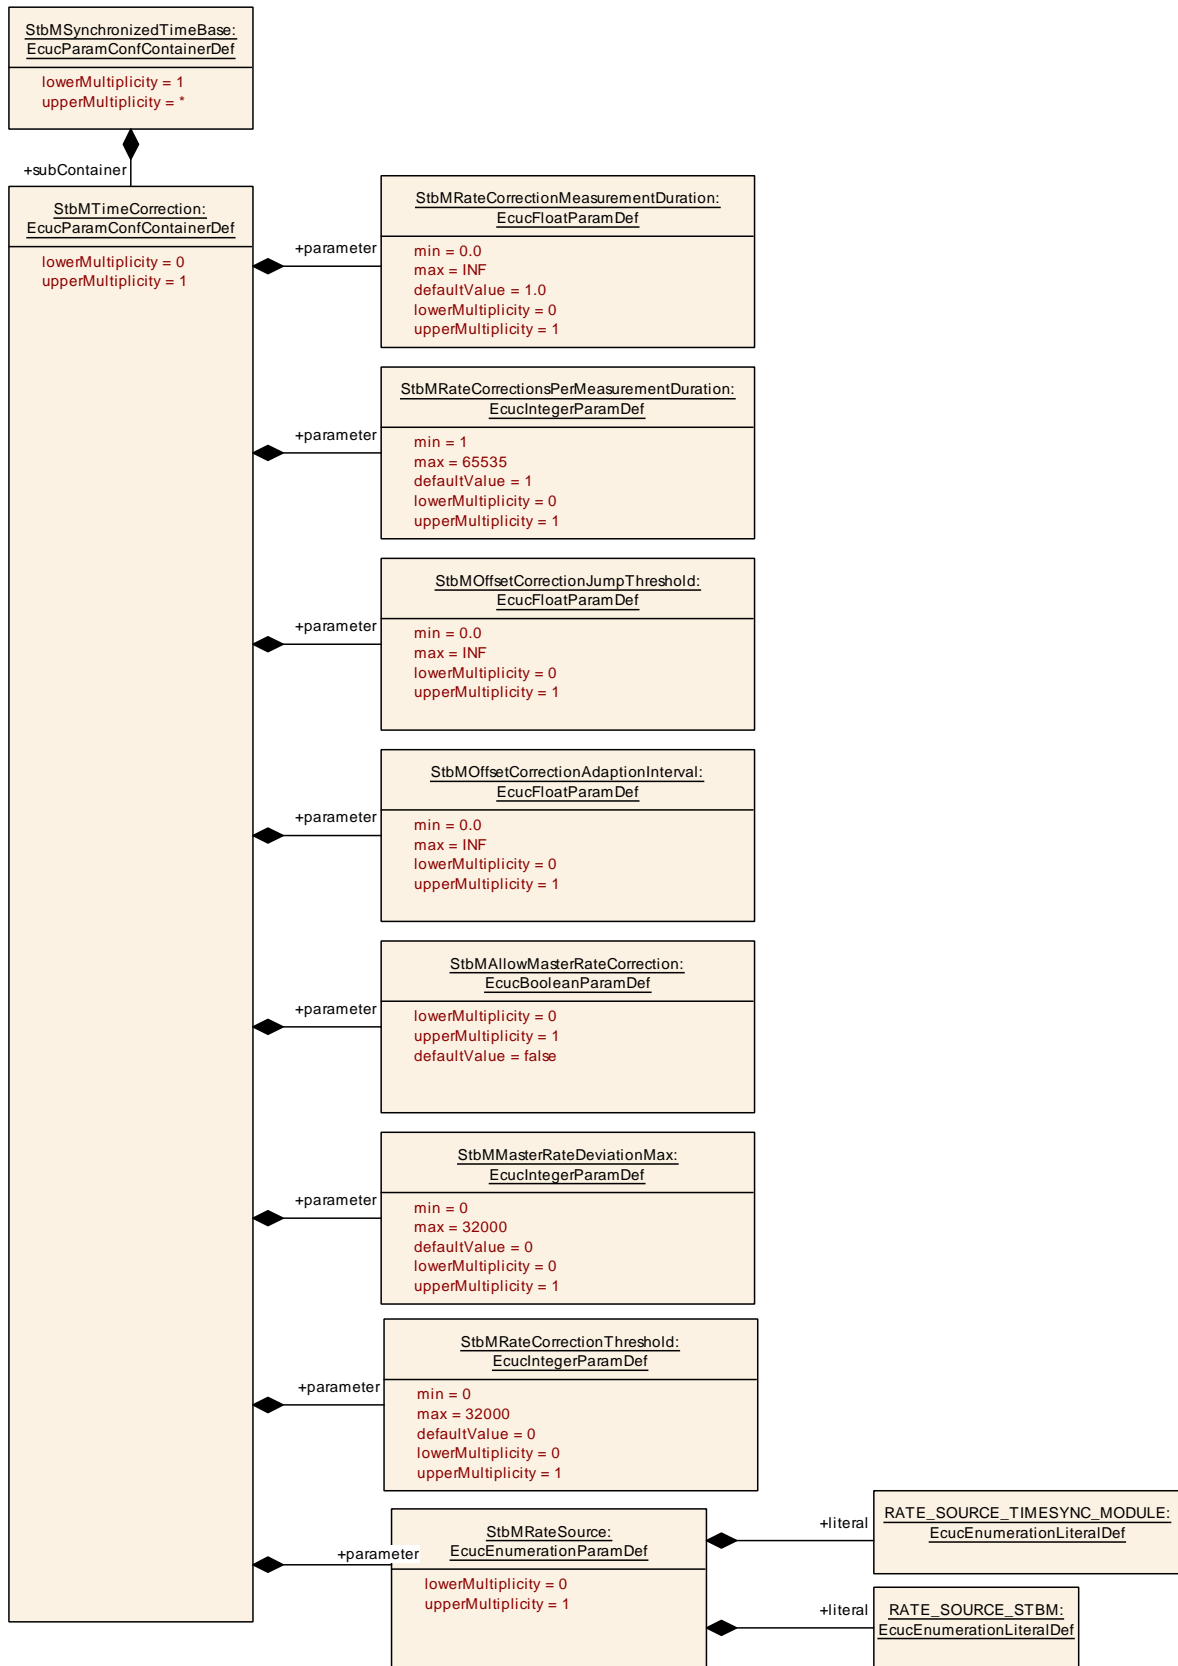 StbMSynchronizedTimeBase:
EcucParamConfContainerDef
lowerMultiplicity = 1
upperMultiplicity = *
+subContainer
StbMTimeCorrection:
EcucParamConfContainerDef
lowerMultiplicity = 0
upperMultiplicity = 1
+parameter
StbMRateCorrectionMeasurementDuration:
EcucFloatParamDef
min = 0.0
max = INF
defaultValue = 1.0
lowerMultiplicity = 0
upperMultiplicity = 1
+parameter
StbMRateCorrectionsPerMeasurementDuration:
EcucIntegerParamDef
min = 1
max = 65535
defaultValue = 1
lowerMultiplicity = 0
upperMultiplicity = 1
+parameter
StbMOffsetCorrectionJumpThreshold:
EcucFloatParamDef
min = 0.0
max = INF
lowerMultiplicity = 0
upperMultiplicity = 1
+parameter
StbMOffsetCorrectionAdaptionInterval:
EcucFloatParamDef
min = 0.0
max = INF
lowerMultiplicity = 0
upperMultiplicity = 1
+parameter
StbMAllowMasterRateCorrection:
EcucBooleanParamDef
lowerMultiplicity = 0
upperMultiplicity = 1
defaultValue = false
+parameter
StbMMasterRateDeviationMax:
EcucIntegerParamDef
min = 0
max = 32000
defaultValue = 0
lowerMultiplicity = 0
upperMultiplicity = 1
+parameter
StbMRateCorrectionThreshold:
EcucIntegerParamDef
min = 0
max = 32000
defaultValue = 0
lowerMultiplicity = 0
upperMultiplicity = 1
+parameter
StbMRateSource:
EcucEnumerationParamDef
lowerMultiplicity = 0
upperMultiplicity = 1
+literal
RATE_SOURCE_TIMESYNC_MODULE:
EcucEnumerationLiteralDef
+literal
RATE_SOURCE_STBM:
EcucEnumerationLiteralDef